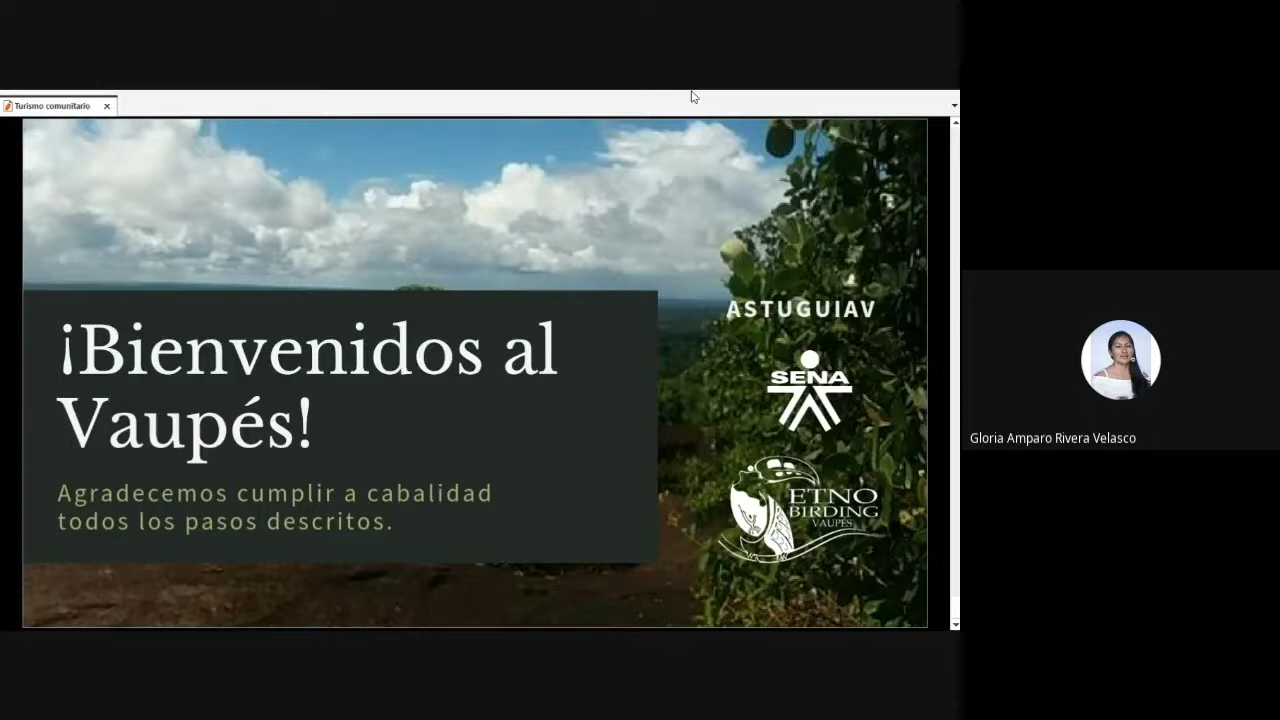 Turismo comunitario
¡Bienvenidos al
Vaupés!
Agradecemos cumplir a cabalidad
todos los pasos descritos.
ASTUGUIAV
SENA
ETNO
BIRDING
VAUPÉS
Gloria Amparo Rivera Velasco